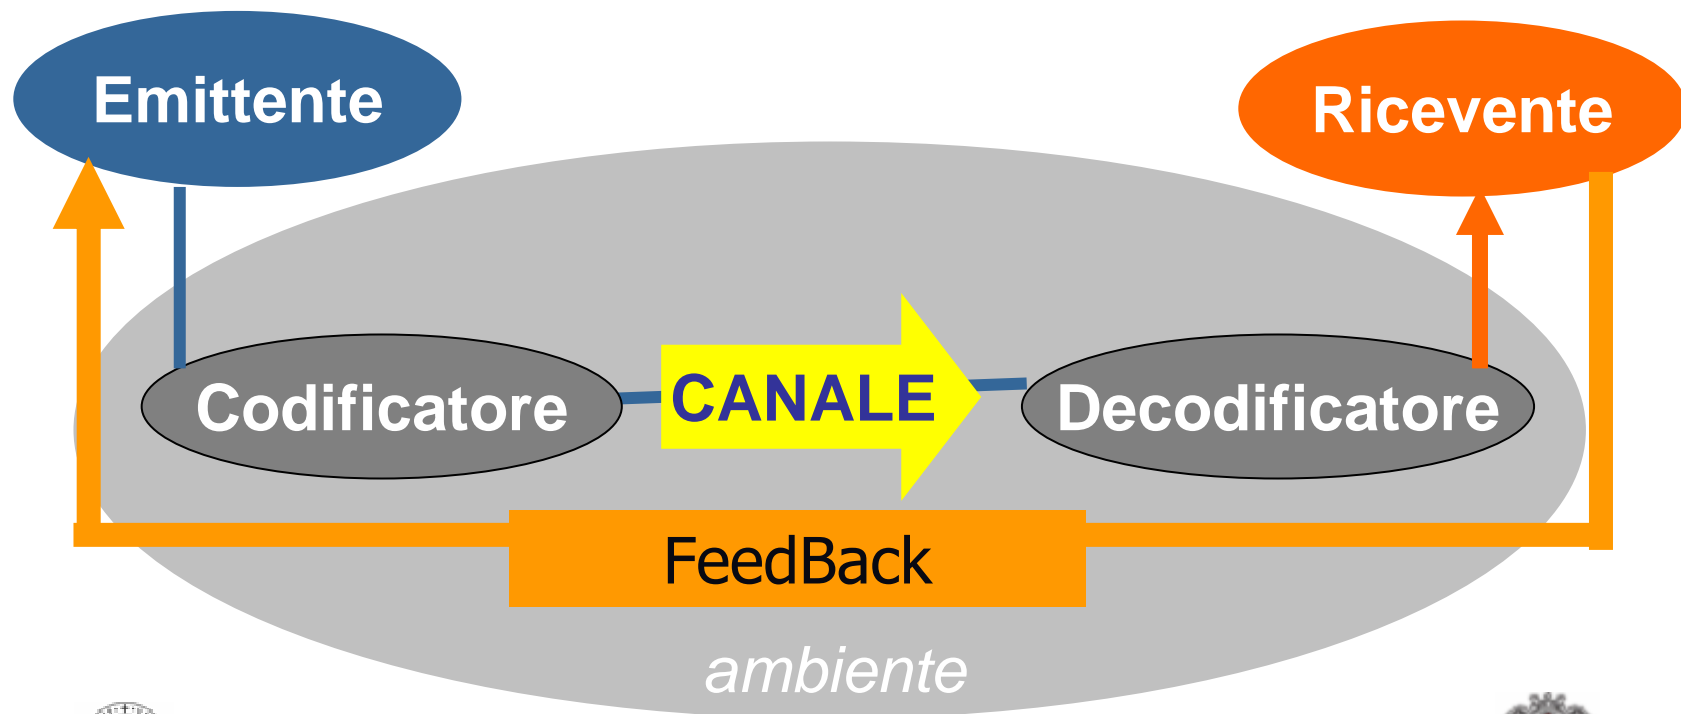 Emittente
Ricevente
Codificatore
CANALE
Decodificatore
FeedBack
ambiente